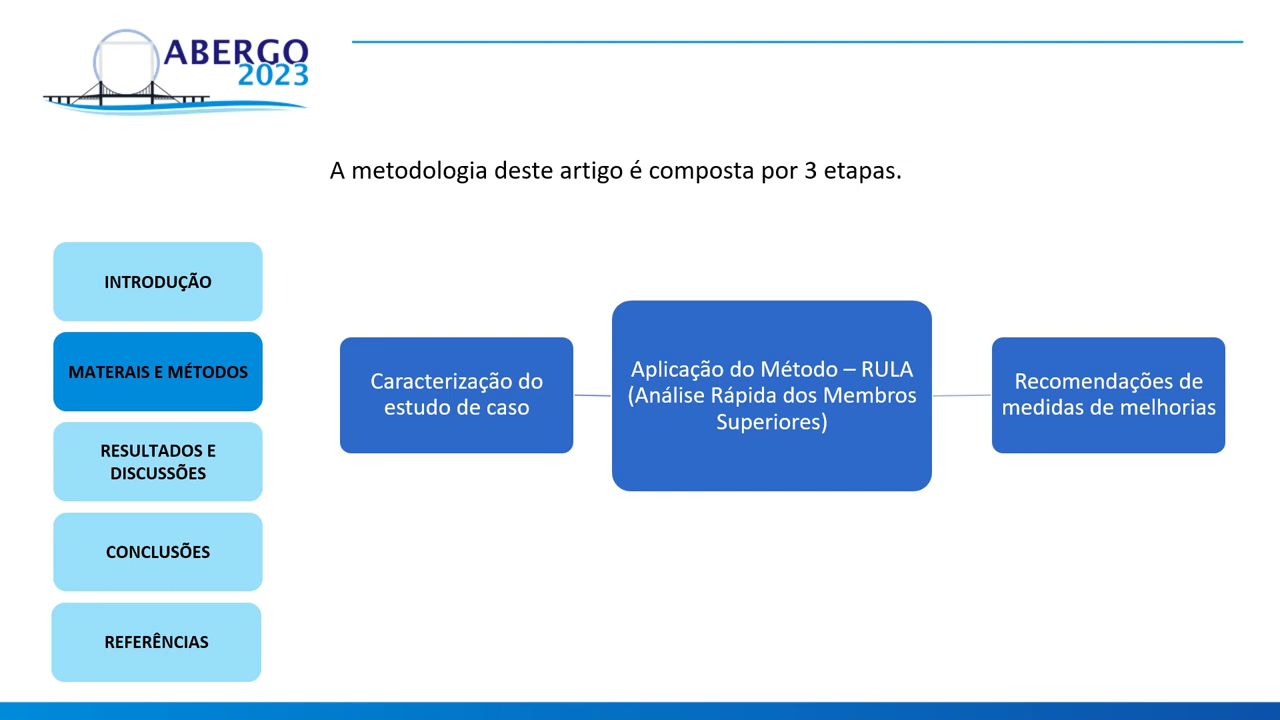 ABERGO
2023
A metodologia deste artigo é composta por 3 etapas.
INTRODUÇÃO
MATERAIS E MÉTODOS
RESULTADOS E
DISCUSSÕES
CONCLUSÕES
REFERÊNCIAS
Caracterização do
estudo de caso
Aplicação do Método – RULA
(Análise Rápida dos Membros
Superiores)
Recomendações de
medidas de melhorias